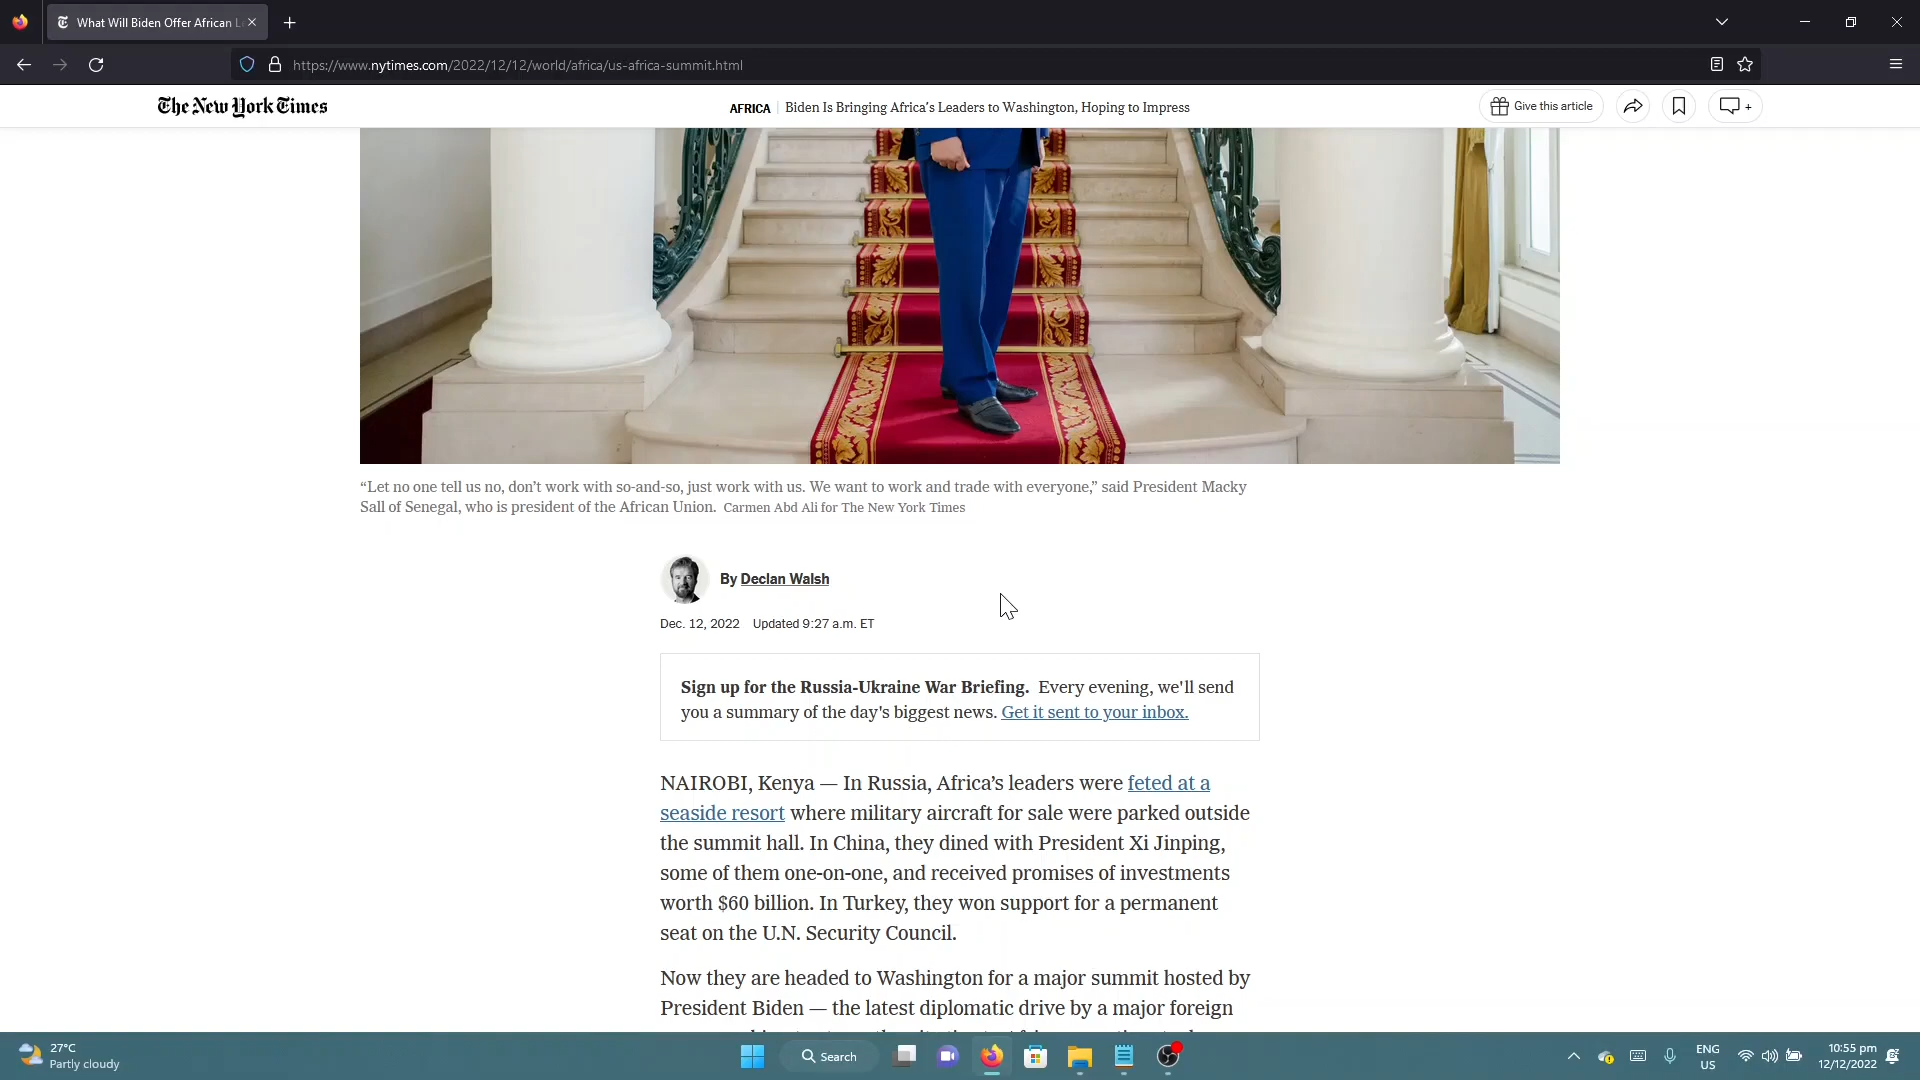 What Will Biden Offer African L
https://www.nytimes.com/2022/12/12/world/africa/us-africa-summit.html
The New York Times
AFRICA | Biden Is Bringing Africa's Leaders to Washington, Hoping to Impress
Give this article
+
“Let no one tell us no, don’t work with so-and-so, just work with us. We want to work and trade with everyone,” said President Macky
Sall of Senegal, who is president of the African Union. Carmen Abd Ali for The New York Times
By Declan Walsh
Dec. 12, 2022 Updated 9:27 a.m. ET
Sign up for the Russia-Ukraine War Briefing. Every evening, we'll send
you a summary of the day's biggest news. Get it sent to your inbox.
NAIROBI, Kenya — In Russia, Africa’s leaders were feted at a
seaside resort where military aircraft for sale were parked outside
the summit hall. In China, they dined with President Xi Jinping,
some of them one-on-one, and received promises of investments
worth $60 billion. In Turkey, they won support for a permanent
seat on the U.N. Security Council.
Now they are headed to Washington for a major summit hosted by
President Biden — the latest diplomatic drive by a major foreign
27°C
Partly cloudy
Search
ENG
US
10:55 pm
12/12/2022